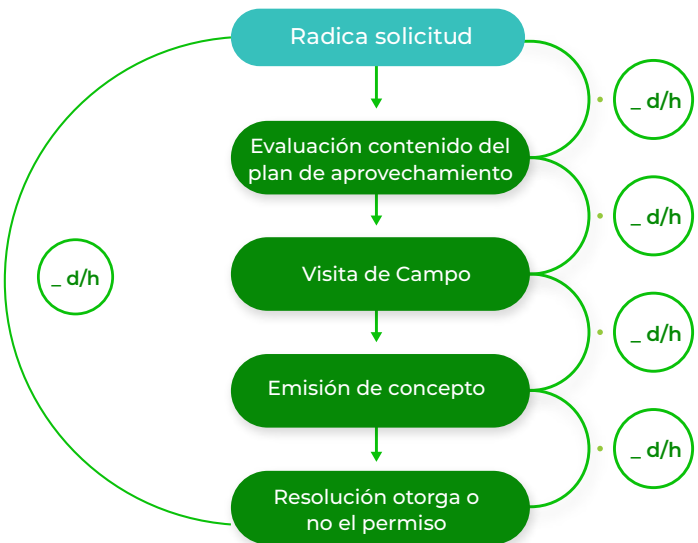 Radica solicitud
_ d/h
Evaluación contenido del
plan de aprovechamiento
_ d/h
Visita de Campo
_ d/h
_ d/h
Emisión de concepto
_ d/h
Resolución otorga o
no el permiso